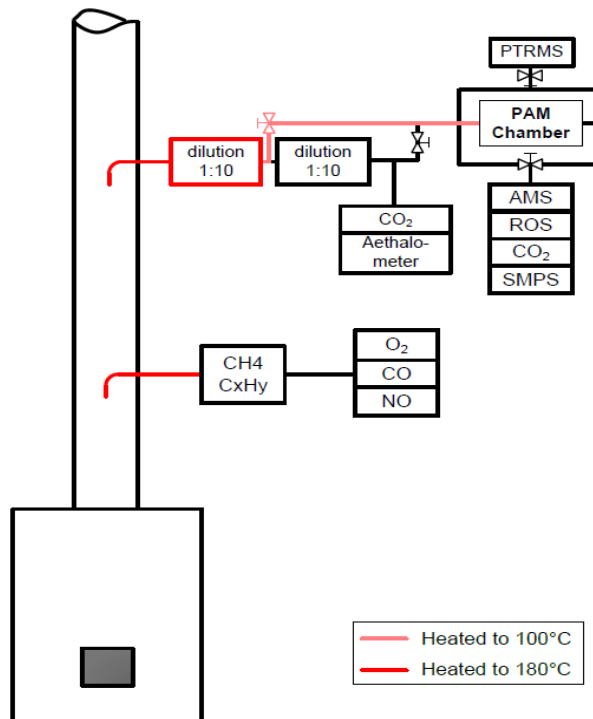 PTRMS
PAM
Chamber
dilution
1:10
dilution
1:10
AMS
ROS
CO₂
SMPS
CO₂
Aethalo-
meter
O₂
CO
NO
CH4
CxHy
Heated to 100°C
Heated to 180°C